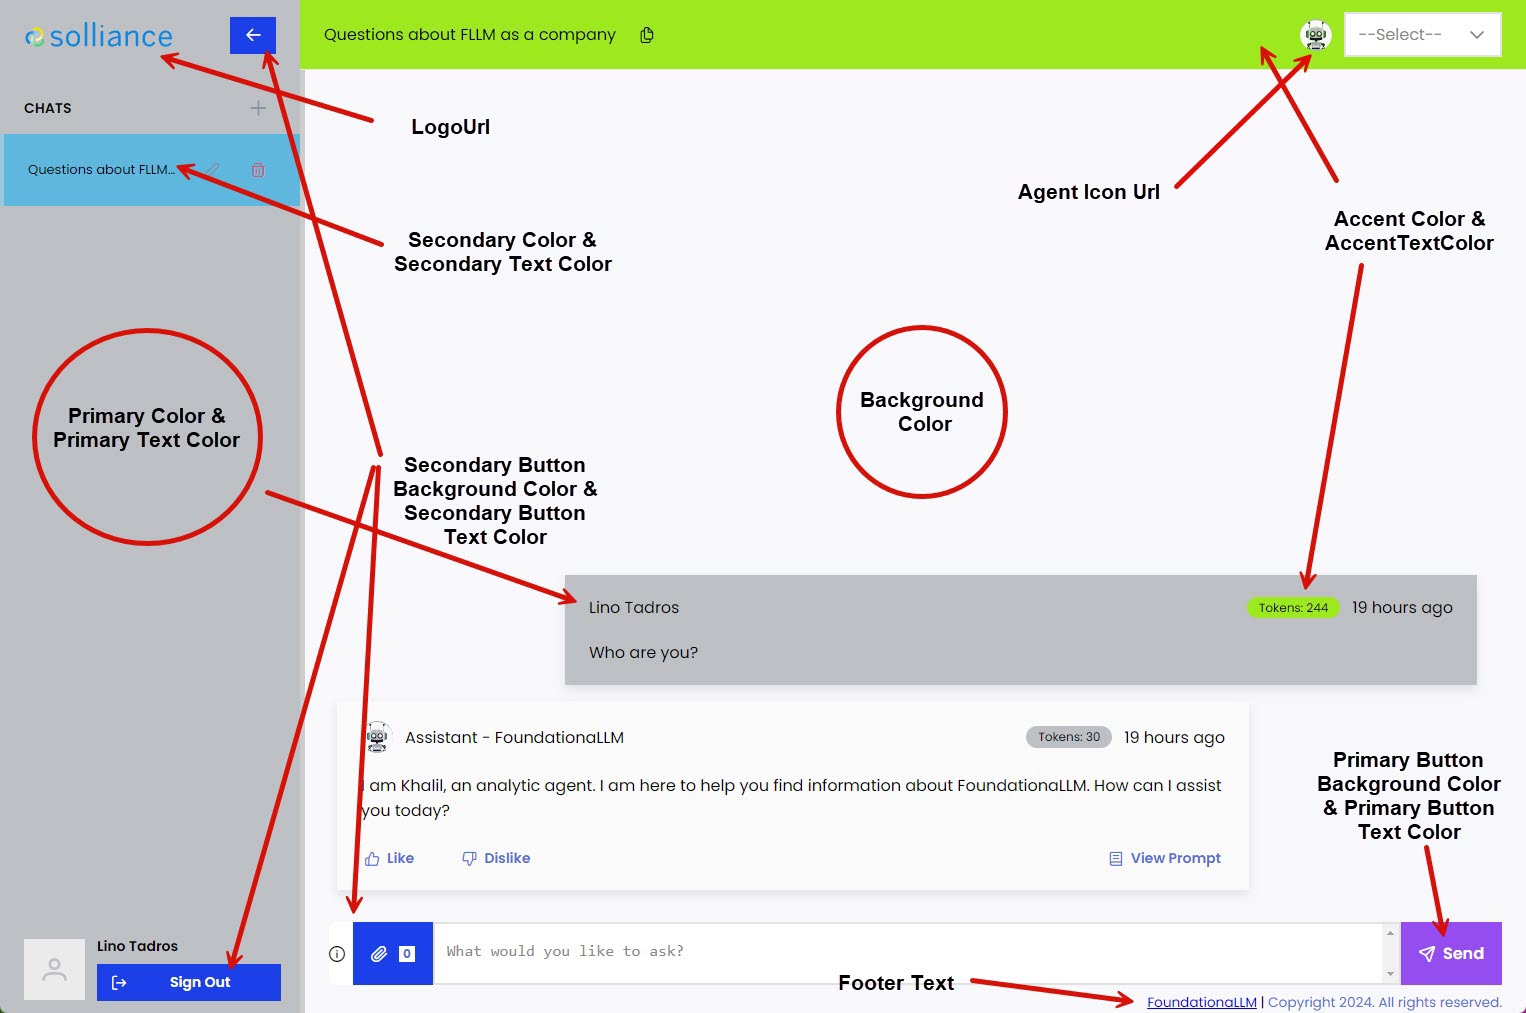 solliance
Questions about FLLM as a company
--Select--
CHATS
LogoUrl
Questions about FLLM...
Agent Icon Url
Accent Color &
AccentTextColor
Secondary Color &
Secondary Text Color
Primary Color &
Primary Text Color
Background
Color
Secondary Button
Background Color &
Secondary Button
Text Color
Lino Tadros
Tokens: 244
19 hours ago
Who are you?
Assistant - FoundationaLLM
Tokens: 30
19 hours ago
I am Khalil, an analytic agent. I am here to help you find information about FoundationaLLM. How can I assist
you today?
Like
Dislike
View Prompt
Primary Button
Background Color
& Primary Button
Text Color
Lino Tadros
Sign Out
0
What would you like to ask?
Send
Footer Text
FoundationaLLM | Copyright 2024. All rights reserved.